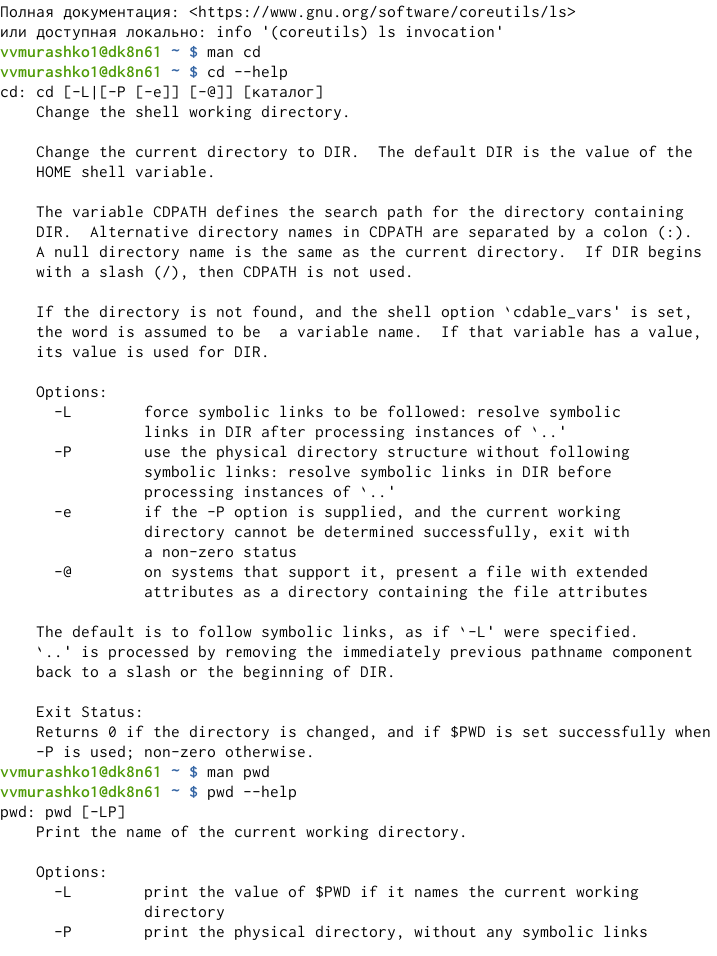 Полная документация: <https://www.gnu.org/software/coreutils/ls>
или доступная локально: info '(coreutils) ls invocation'
vvmurashko1@dk8n61 ~ $ man cd
vvmurashko1@dk8n61 ~ $ cd --help
cd: cd [-L|[-P [-e]] [-@]] [каталог]
    Change the shell working directory.

    Change the current directory to DIR.  The default DIR is the value of the
    HOME shell variable.

    The variable CDPATH defines the search path for the directory containing
    DIR.  Alternative directory names in CDPATH are separated by a colon (:).
    A null directory name is the same as the current directory.  If DIR begins
    with a slash (/), then CDPATH is not used.

    If the directory is not found, and the shell option `cdable_vars' is set,
    the word is assumed to be  a variable name.  If that variable has a value,
    its value is used for DIR.

    Options:
      -L        force symbolic links to be followed: resolve symbolic
                links in DIR after processing instances of `..'
      -P        use the physical directory structure without following
                symbolic links: resolve symbolic links in DIR before
                processing instances of `..'
      -e        if the -P option is supplied, and the current working
                directory cannot be determined successfully, exit with
                a non-zero status
      -@        on systems that support it, present a file with extended
                attributes as a directory containing the file attributes

    The default is to follow symbolic links, as if `-L' were specified.
    `..' is processed by removing the immediately previous pathname component
    back to a slash or the beginning of DIR.

    Exit Status:
    Returns 0 if the directory is changed, and if $PWD is set successfully when
    -P is used; non-zero otherwise.
vvmurashko1@dk8n61 ~ $ man pwd
vvmurashko1@dk8n61 ~ $ pwd --help
pwd: pwd [-LP]
    Print the name of the current working directory.

    Options:
      -L        print the value of $PWD if it names the current working
                directory
      -P        print the physical directory, without any symbolic links